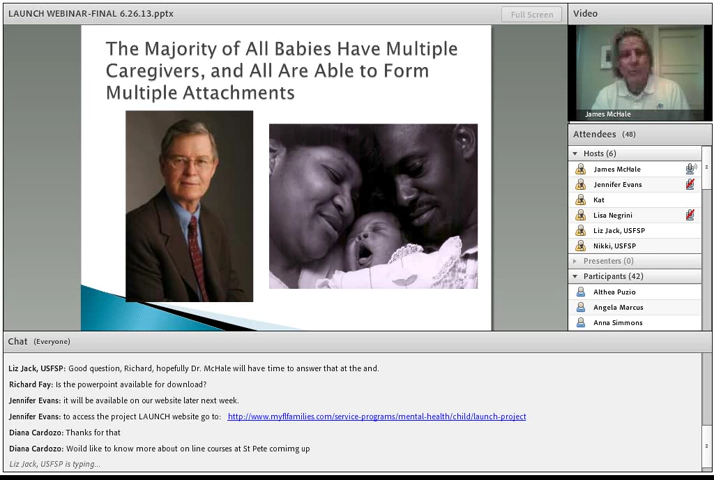 LAUNCH WEBINAR-FINAL 6.26.13.pptx
Full Screen
The Majority of All Babies Have Multiple
Caregivers, and All Are Able to Form
Multiple Attachments
Video
James McHale
Attendees (48)
Hosts (6)
James McHale
Jennifer Evans
Kat
Lisa Negrini
Liz Jack, USFSP
Nikki, USFSP
Presenters (0)
Participants (42)
Althea Puzio
Angela Marcus
Anna Simmons
Chat (Everyone)
Liz Jack, USFSP: Good question, Richard, hopefully Dr. McHale will have time to answer that at the and.
Richard Fay: Is the powerpoint available for download?
Jennifer Evans: it will be available on our website later next week.
Jennifer Evans: to access the project LAUNCH website go to: http://www.myflfamilies.com/service-programs/mental-health/child/launch-project
Diana Cardozo: Thanks for that
Diana Cardozo: Woild like to know more about on line courses at St Pete comimg up
Liz Jack, USFSP is typing...